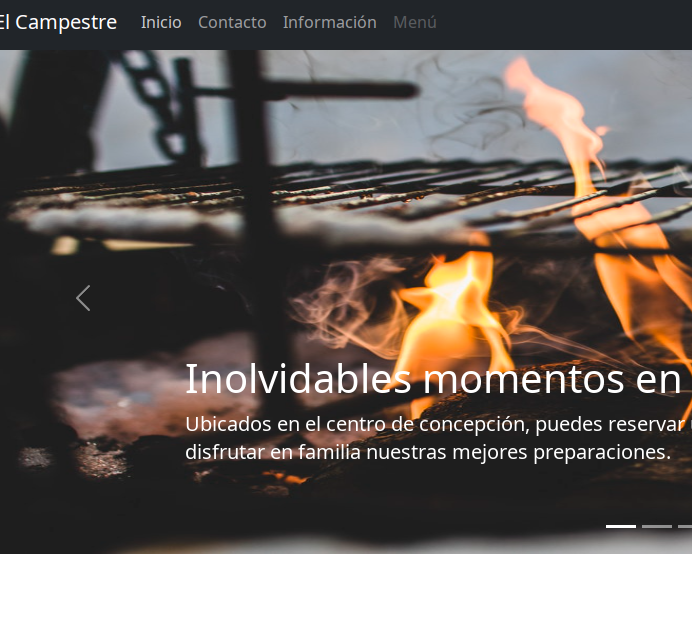 El Campestre Inicio Contacto Información Menú
Inolvidables momentos en
Ubicados en el centro de concepción, puedes reservar
disfrutar en familia nuestras mejores preparaciones.